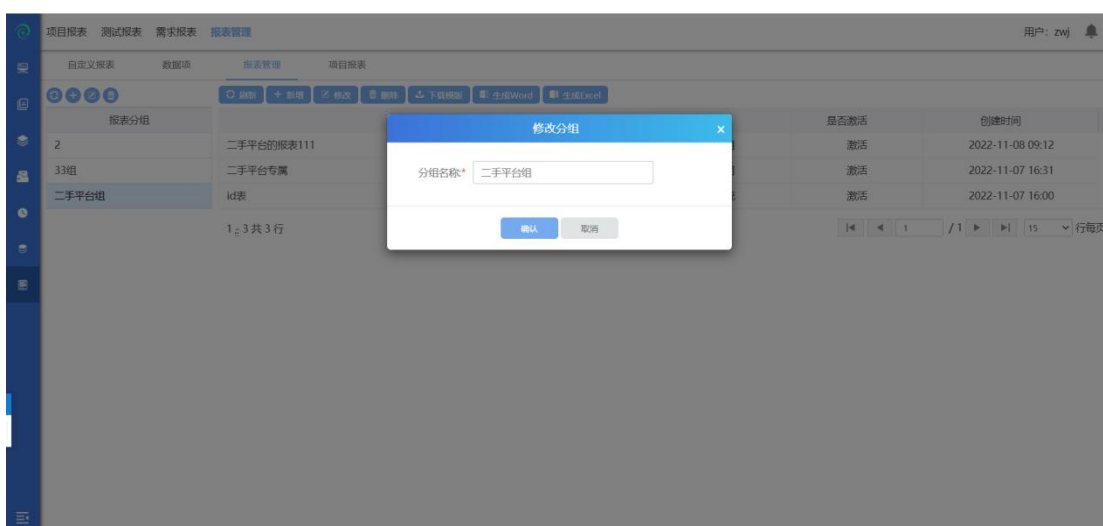 项目报表 测试报表 需求报表 报表管理 用户：zwj
自定义报表 数据项 报表管理 项目报表
刷新 新增 修改 删除 下载模版 生成Word 生成Excel
报表分组 是否激活 创建时间
修改分组 x
2 二手平台的报表111 激活 2022-11-08 09:12
33组 二手平台专属 激活 2022-11-07 16:31
分组名称:* 二手平台组
二手平台组 id表 激活 2022-11-07 16:00
1 - 3 共 3 行 1 / 1 15 行每页
确认 取消